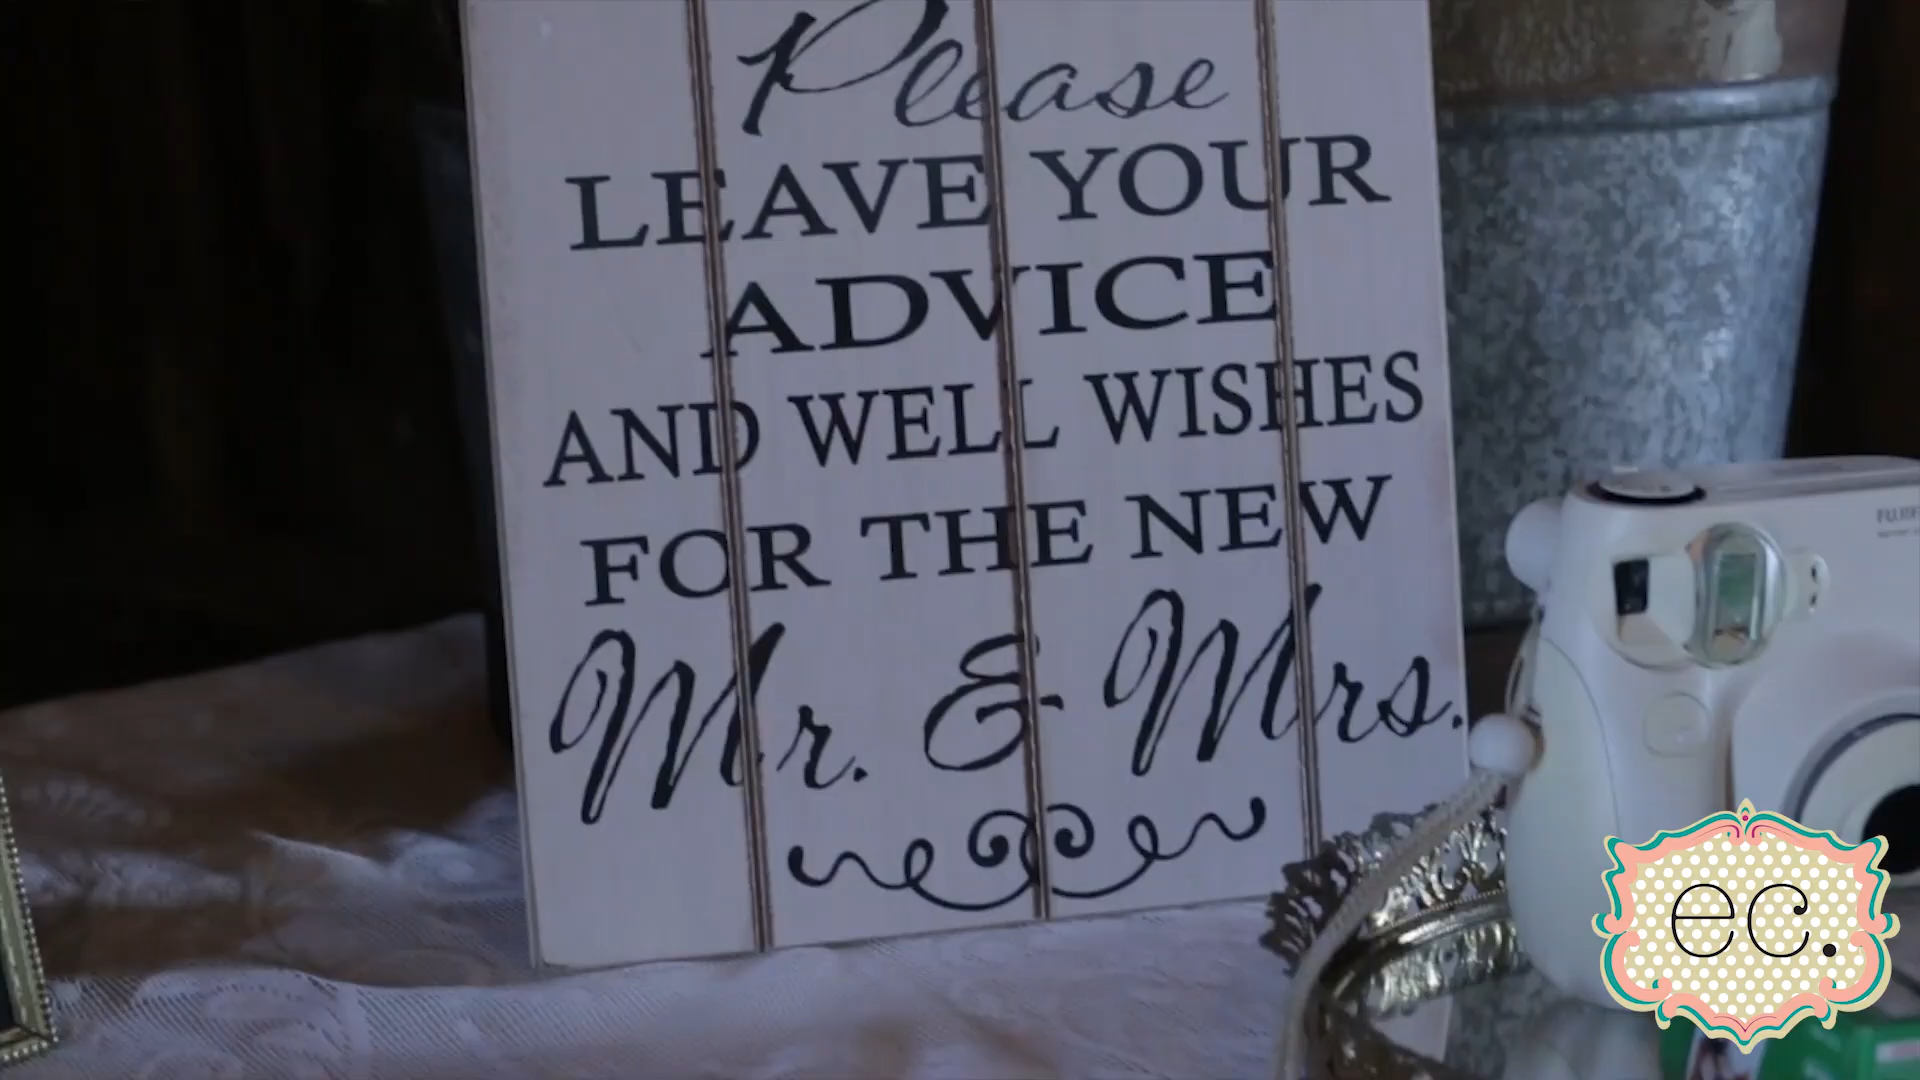 Please
LEAVE YOUR
ADVICE
AND WELL WISHES
FOR THE NEW
Mr. & Mrs.
ec.